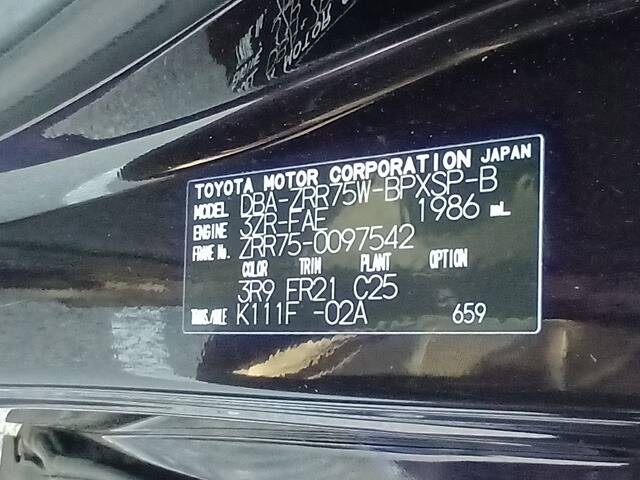 TOYOTA MOTOR CORPORATION JAPAN
MODEL DBA-ZRR75W-BPXSP-B
ENGINE 3ZR-FAE 1986 mL
FRAME No. ZRR75-0097542
COLOR TRIM PLANT OPTION
3R9 FR21 C25
TRANS/AXLE K111F -02A 659